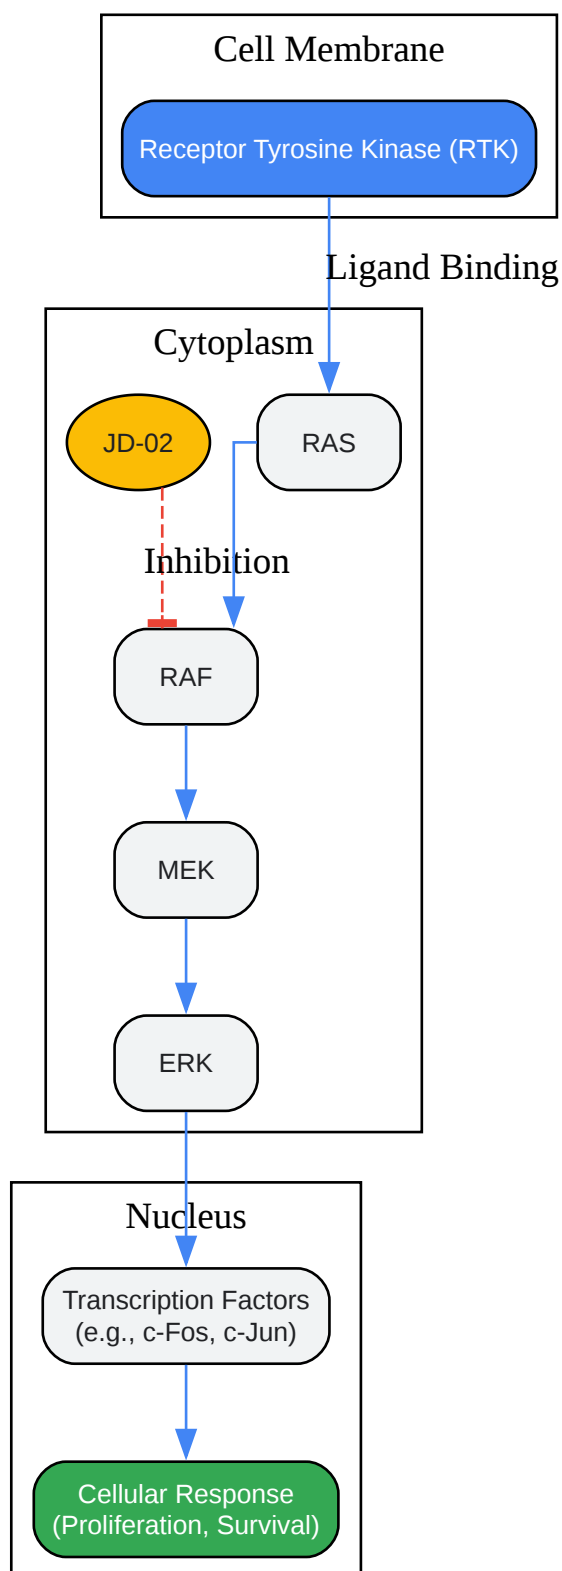 Cell Membrane
Receptor Tyrosine Kinase (RTK)
Ligand Binding
Cytoplasm
JD-02
RAS
Inhibition
RAF
MEK
ERK
Nucleus
Transcription Factors
(e.g., c-Fos, c-Jun)
Cellular Response
(Proliferation, Survival)